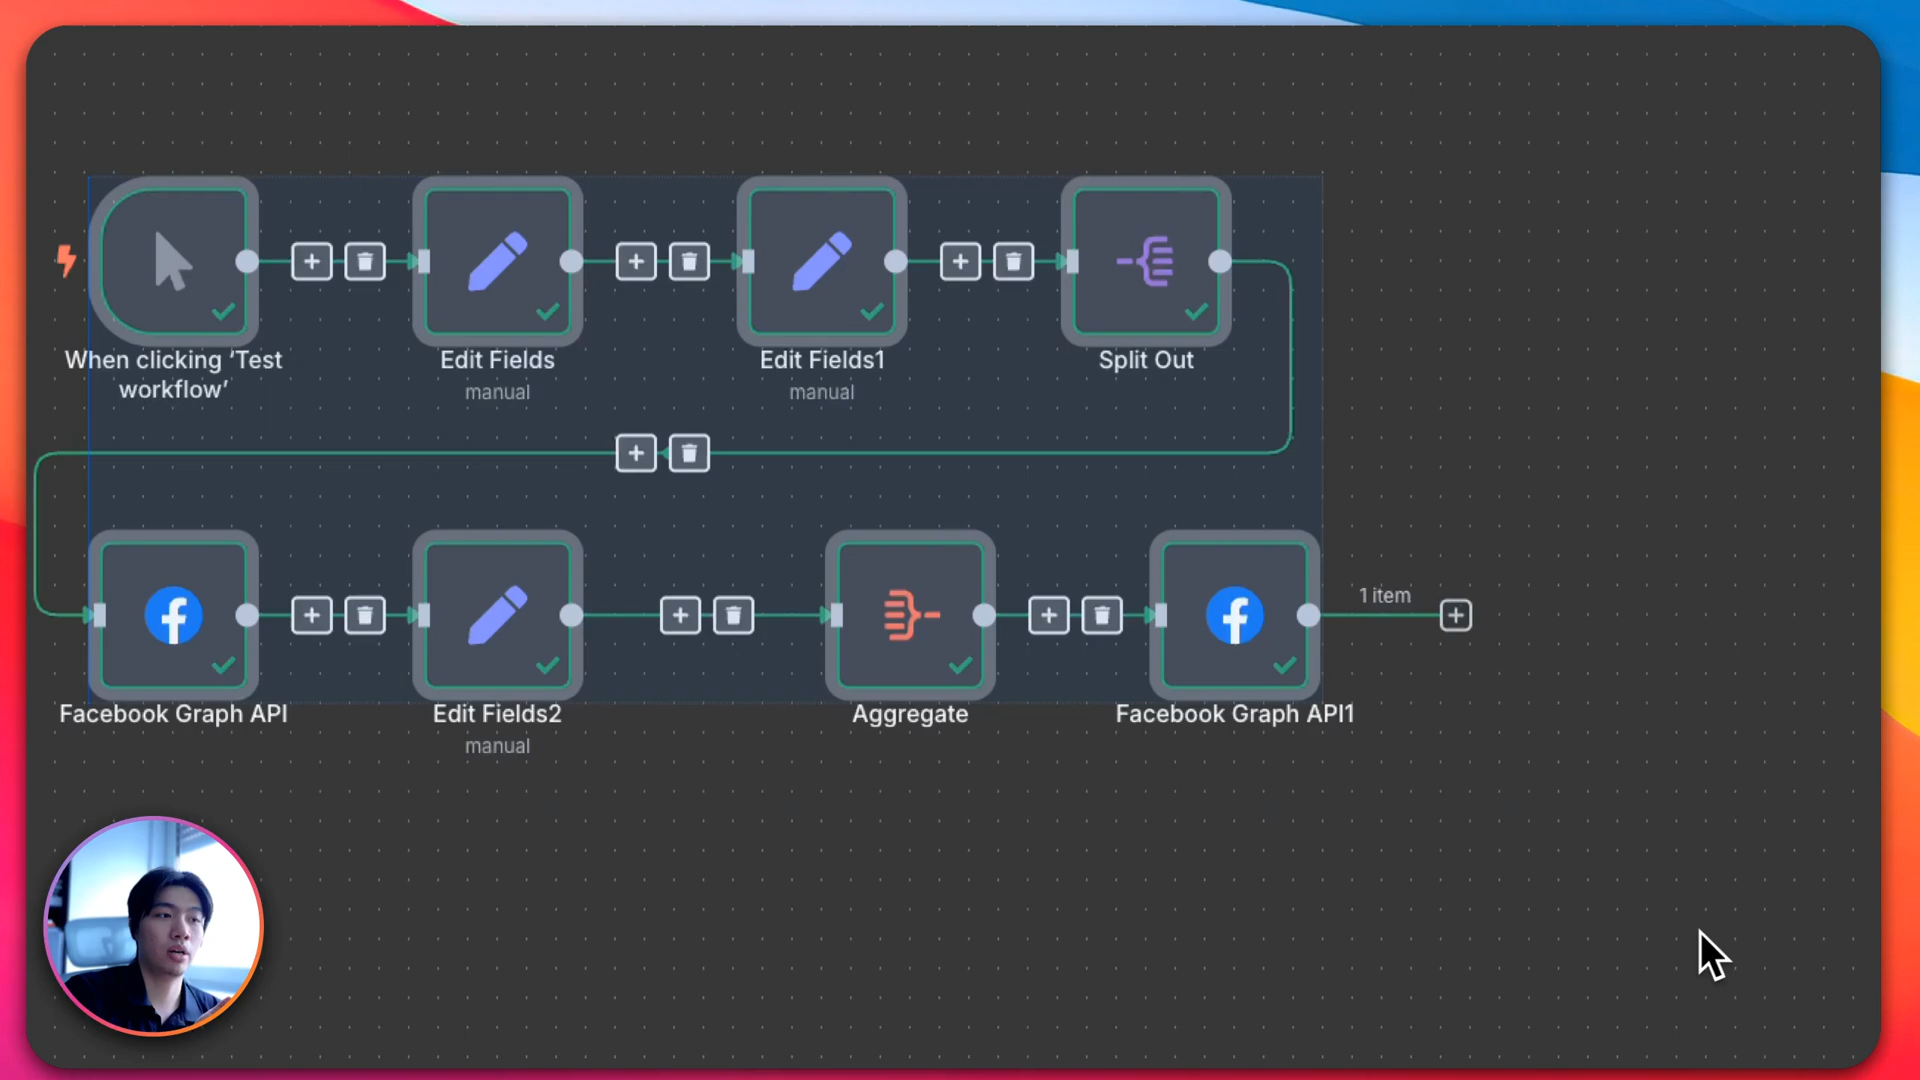 When clicking ‘Test
workflow’
Edit Fields
manual
Edit Fields1
manual
Split Out
1 item
Facebook Graph API
Edit Fields2
manual
Aggregate
Facebook Graph API1